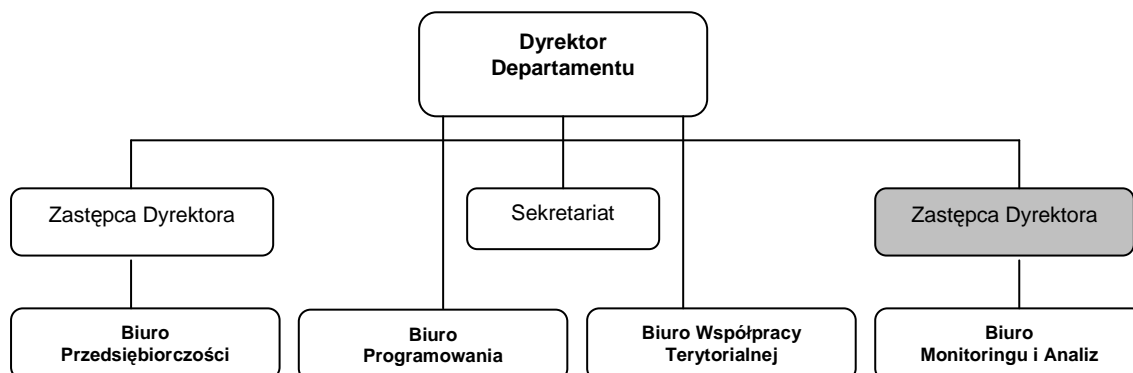 Dyrektor
Departamentu
Zastępca Dyrektora
Sekretariat
Zastępca Dyrektora
Biuro
Przedsiębiorczości
Biuro
Programowania
Biuro Współpracy
Terytorialnej
Biuro
Monitoringu i Analiz